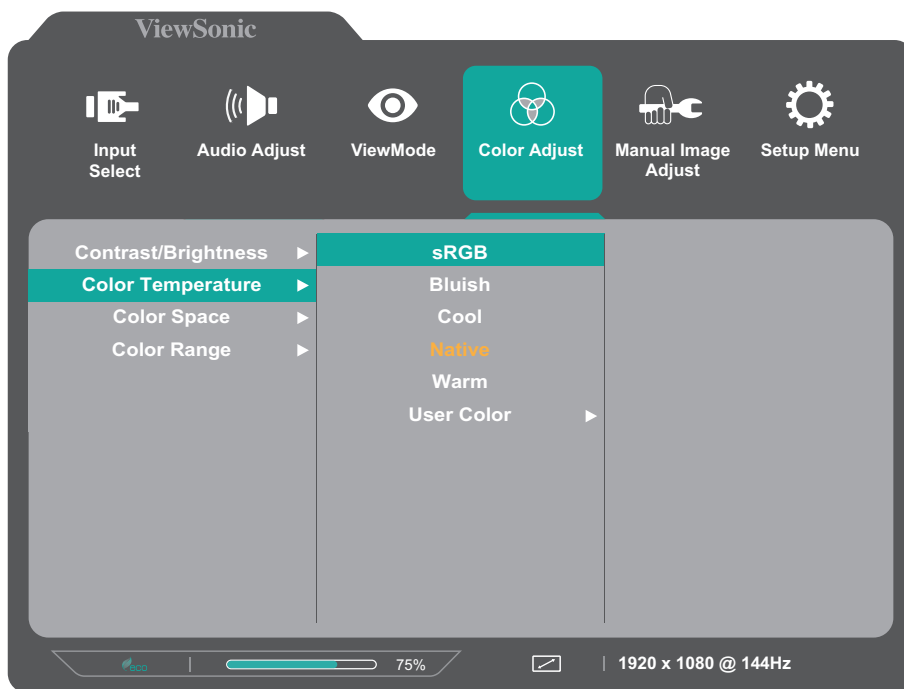 ViewSonic
Input
Select
Audio Adjust
ViewMode
Color Adjust
Manual Image
Adjust
Setup Menu
Contrast/Brightness
Color Temperature
Color Space
Color Range
sRGB
Bluish
Cool
Native
Warm
User Color
eco
75%
1920 x 1080 @ 144Hz